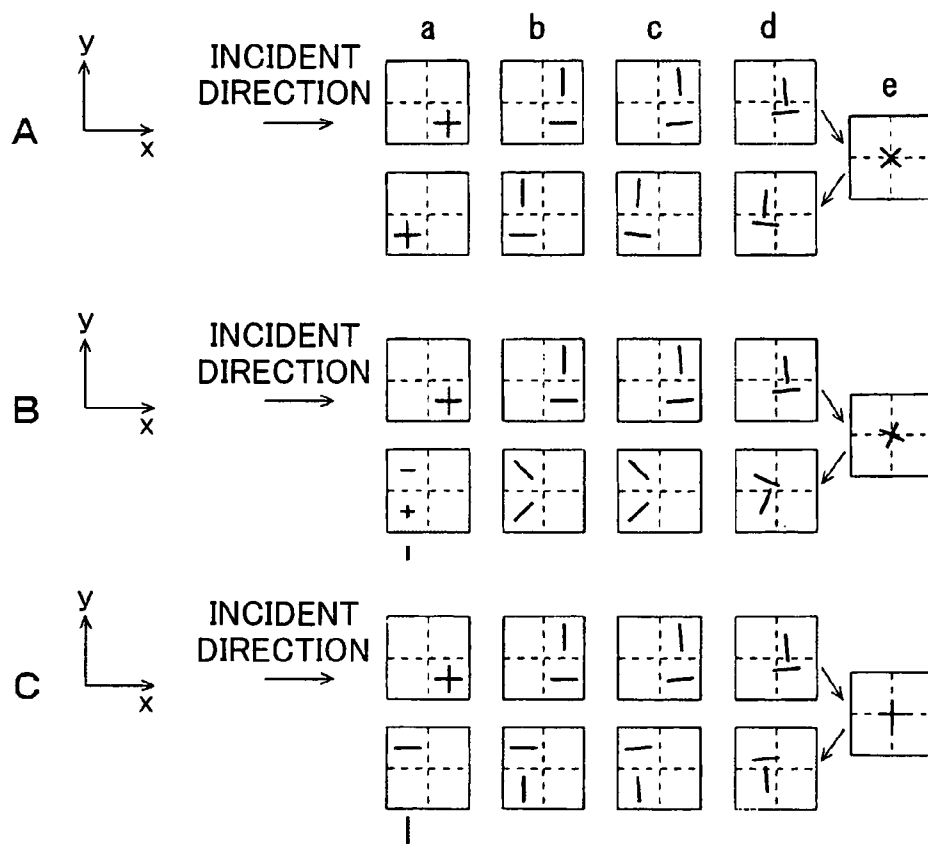 a b c d
y INCIDENT
DIRECTION e
A x
y INCIDENT
DIRECTION
B x
y INCIDENT
DIRECTION
C x